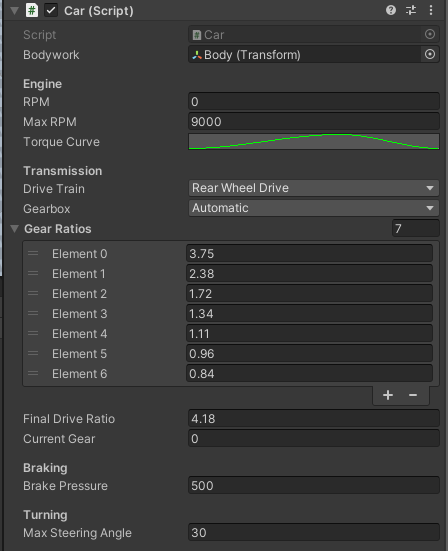 Car (Script)
Script Car
Bodywork Body (Transform)
Engine
RPM 0
Max RPM 9000
Torque Curve
Transmission
Drive Train Rear Wheel Drive
Gearbox Automatic
Gear Ratios 7
Element 0 3.75
Element 1 2.38
Element 2 1.72
Element 3 1.34
Element 4 1.11
Element 5 0.96
Element 6 0.84
Final Drive Ratio 4.18
Current Gear 0
Braking
Brake Pressure 500
Turning
Max Steering Angle 30